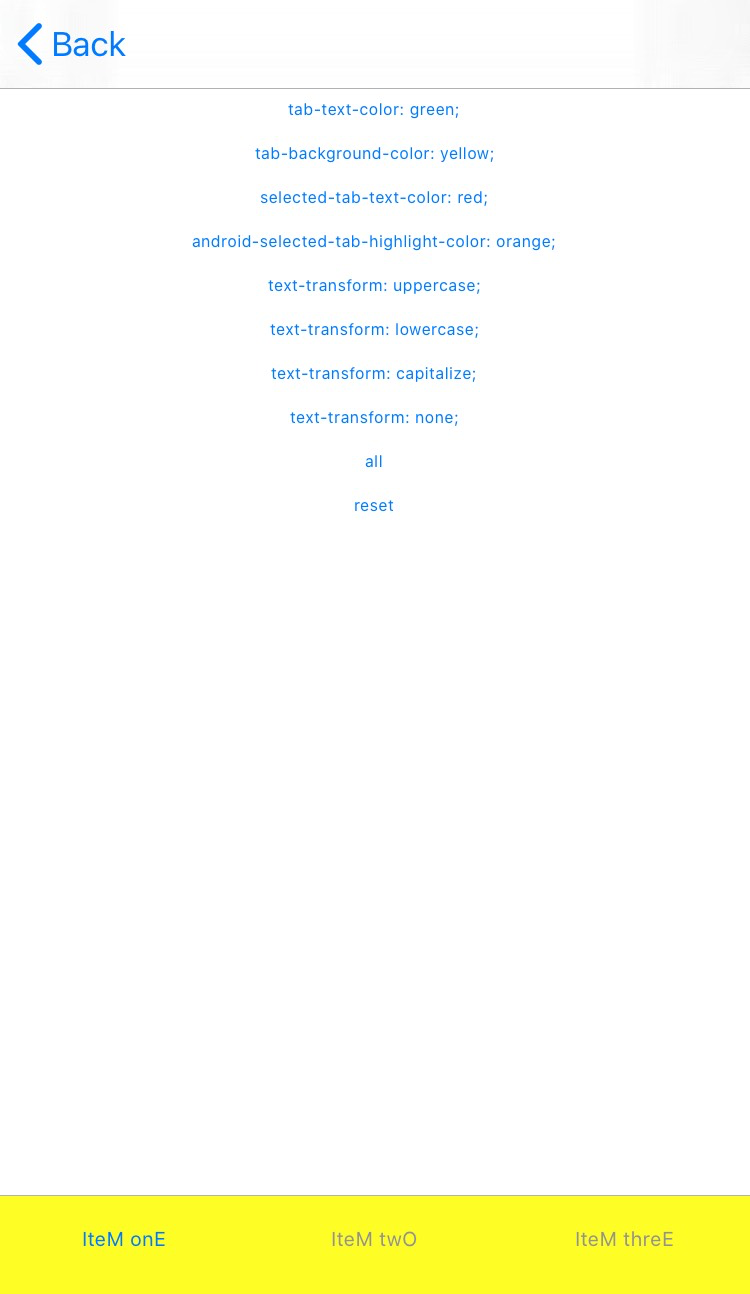 Back
tab-text-color: green;
tab-background-color: yellow;
selected-tab-text-color: red;
android-selected-tab-highlight-color: orange;
text-transform: uppercase;
text-transform: lowercase;
text-transform: capitalize;
text-transform: none;
all
reset
IteM onE IteM twO IteM threE